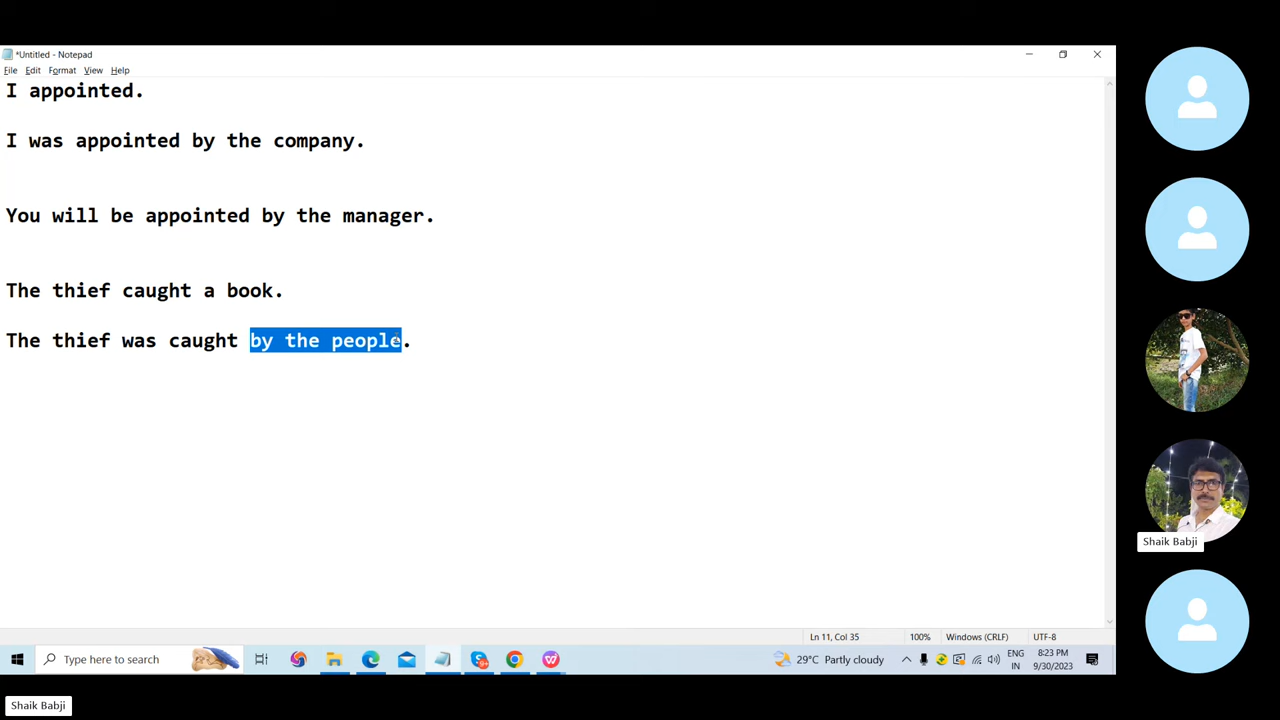 *Untitled - Notepad
File Edit Format View Help
I appointed.
I was appointed by the company.
You will be appointed by the manager.
The thief caught a book.
The thief was caught by the people.
Shaik Babji
Ln 11, Col 35 100% Windows (CRLF) UTF-8
Type here to search
29°C Partly cloudy
ENG
IN
8:23 PM
9/30/2023
Shaik Babji